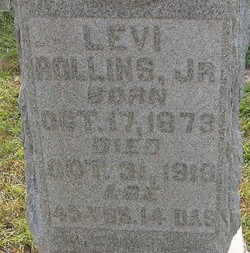 LEVI
ROLLINS, JR
BORN
OCT. 17, 1873
DIED
OCT. 31, 1918
AGE
45 YRS. 14 DAS